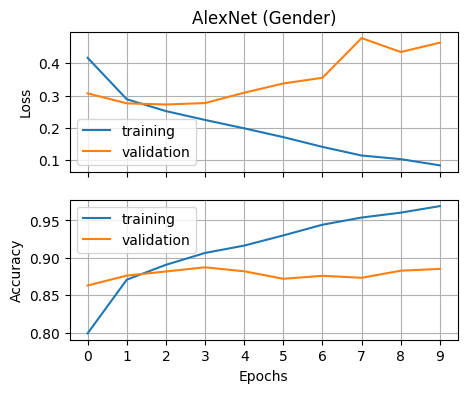 AlexNet (Gender)
Loss
0.4
0.3
0.2
0.1
training
validation
Accuracy
0.95
0.90
0.85
0.80
training
validation
0 1 2 3 4 5 6 7 8 9
Epochs